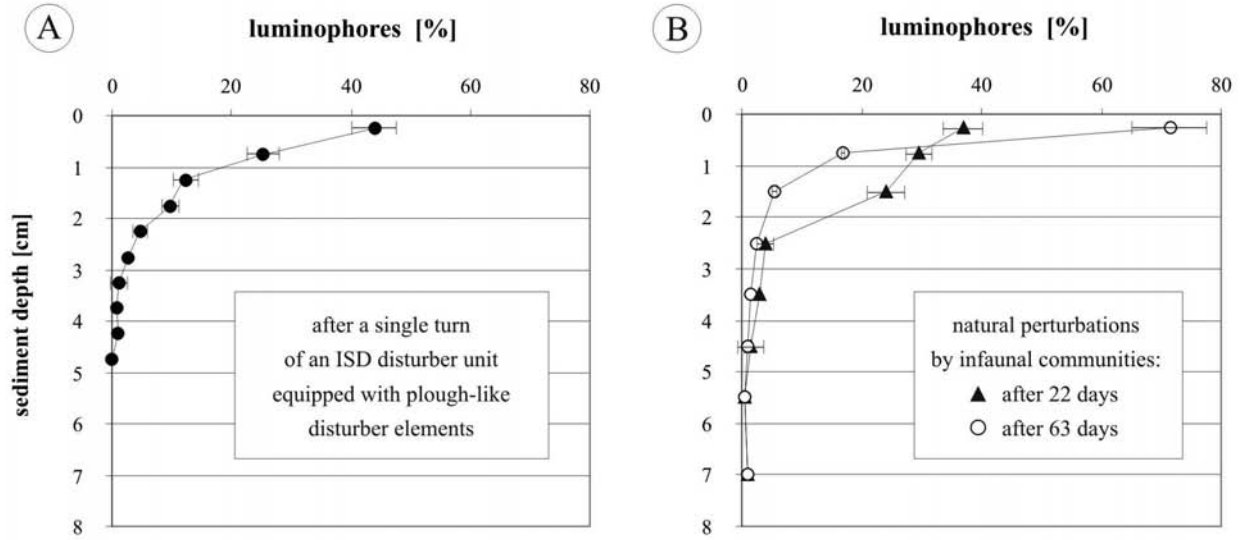 A
luminophores [%]
0 20 40 60 80
0
1
2
3
4
5
6
7
8
sediment depth [cm]
after a single turn
of an ISD disturber unit
equipped with plough-like
disturber elements
B
luminophores [%]
0 20 40 60 80
0
1
2
3
4
5
6
7
8
natural perturbations
by infaunal communities:
after 22 days
after 63 days